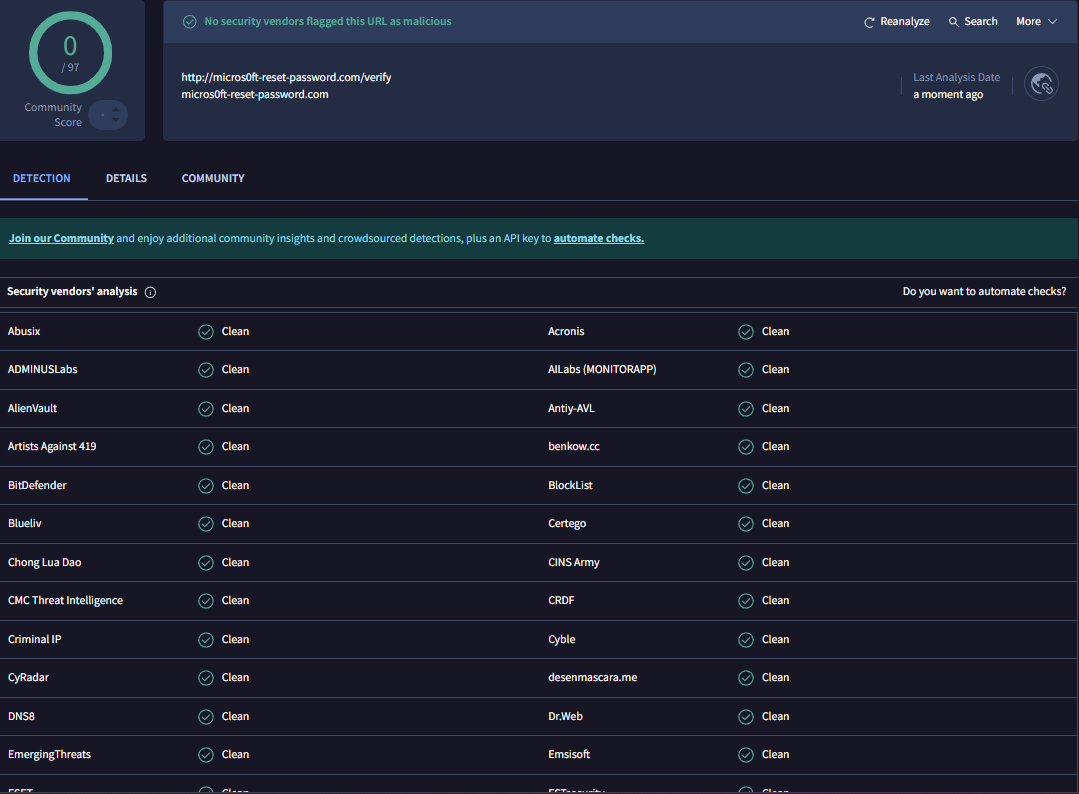 0
/ 97
Community
Score
No security vendors flagged this URL as malicious
Reanalyze Search More
http://micros0ft-reset-password.com/verify
micros0ft-reset-password.com
Last Analysis Date
a moment ago
DETECTION DETAILS COMMUNITY
Join our Community and enjoy additional community insights and crowdsourced detections, plus an API key to automate checks.
Security vendors' analysis Do you want to automate checks?
Abusix Clean Acronis Clean
ADMINUSLabs Clean AILabs (MONITORAPP) Clean
AlienVault Clean Antiy-AVL Clean
Artists Against 419 Clean benkow.cc Clean
BitDefender Clean BlockList Clean
Blueliv Clean Certego Clean
Chong Lua Dao Clean CINS Army Clean
CMC Threat Intelligence Clean CRDF Clean
Criminal IP Clean Cyble Clean
CyRadar Clean desenmascara.me Clean
DNS8 Clean Dr.Web Clean
EmergingThreats Clean Emsisoft Clean
ESET Clean ESTsecurity Clean